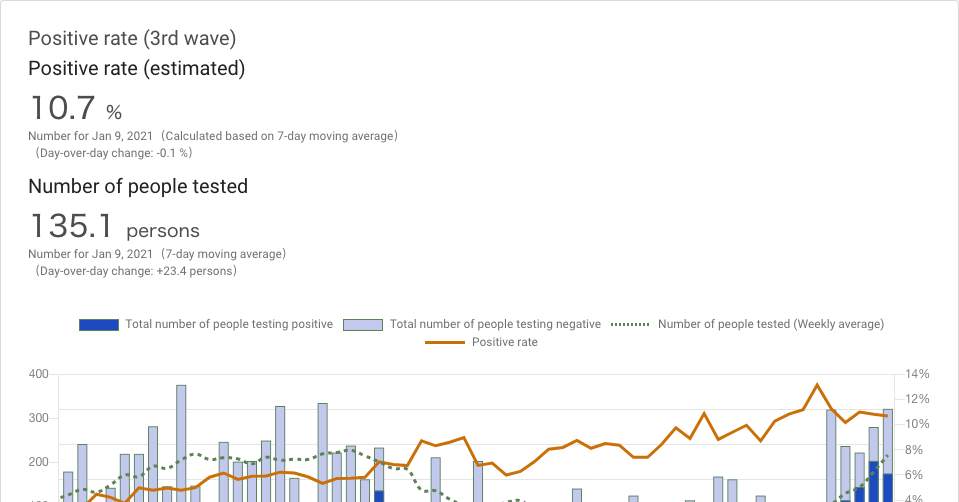 Positive rate (3rd wave)
Positive rate (estimated)
10.7 %
Number for Jan 9, 2021（Calculated based on 7-day moving average）
（Day-over-day change: -0.1 %）
Number of people tested
135.1 persons
Number for Jan 9, 2021（7-day moving average）
（Day-over-day change: +23.4 persons）
Total number of people testing positive Total number of people testing negative Number of people tested (Weekly average)
Positive rate
400 14%
12%
300 10%
200 8%
6%
100 4%